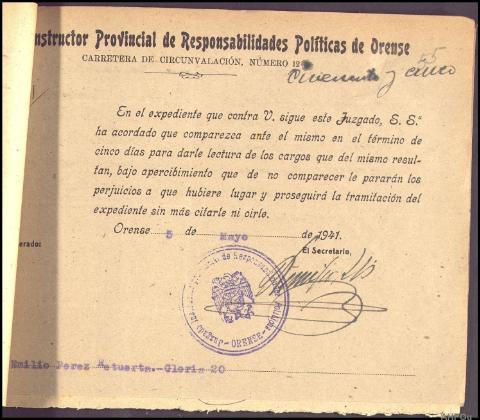 nstructor Provincial de Responsabilidades Políticas de Orense
CARRETERA DE CIRCUNVALACIÓN, NÚMERO 12
55
Cincuenta y cinco
En el expediente que contra V. sigue este Juzgado, S. S.ª
ha acordado que comparezca ante el mismo en el término de
cinco días para darle lectura de los cargos que del mismo resul-
tan, bajo apercibimiento que de no comparecer le pararán los
perjuicios a que hubiere lugar y proseguirá la tramitación del
expediente sin más citarle ni oirle.
Orense 5 de Mayo de 1941.
erado:
El Secretario,
ORENSE
Emilio Perez -Gloria 20